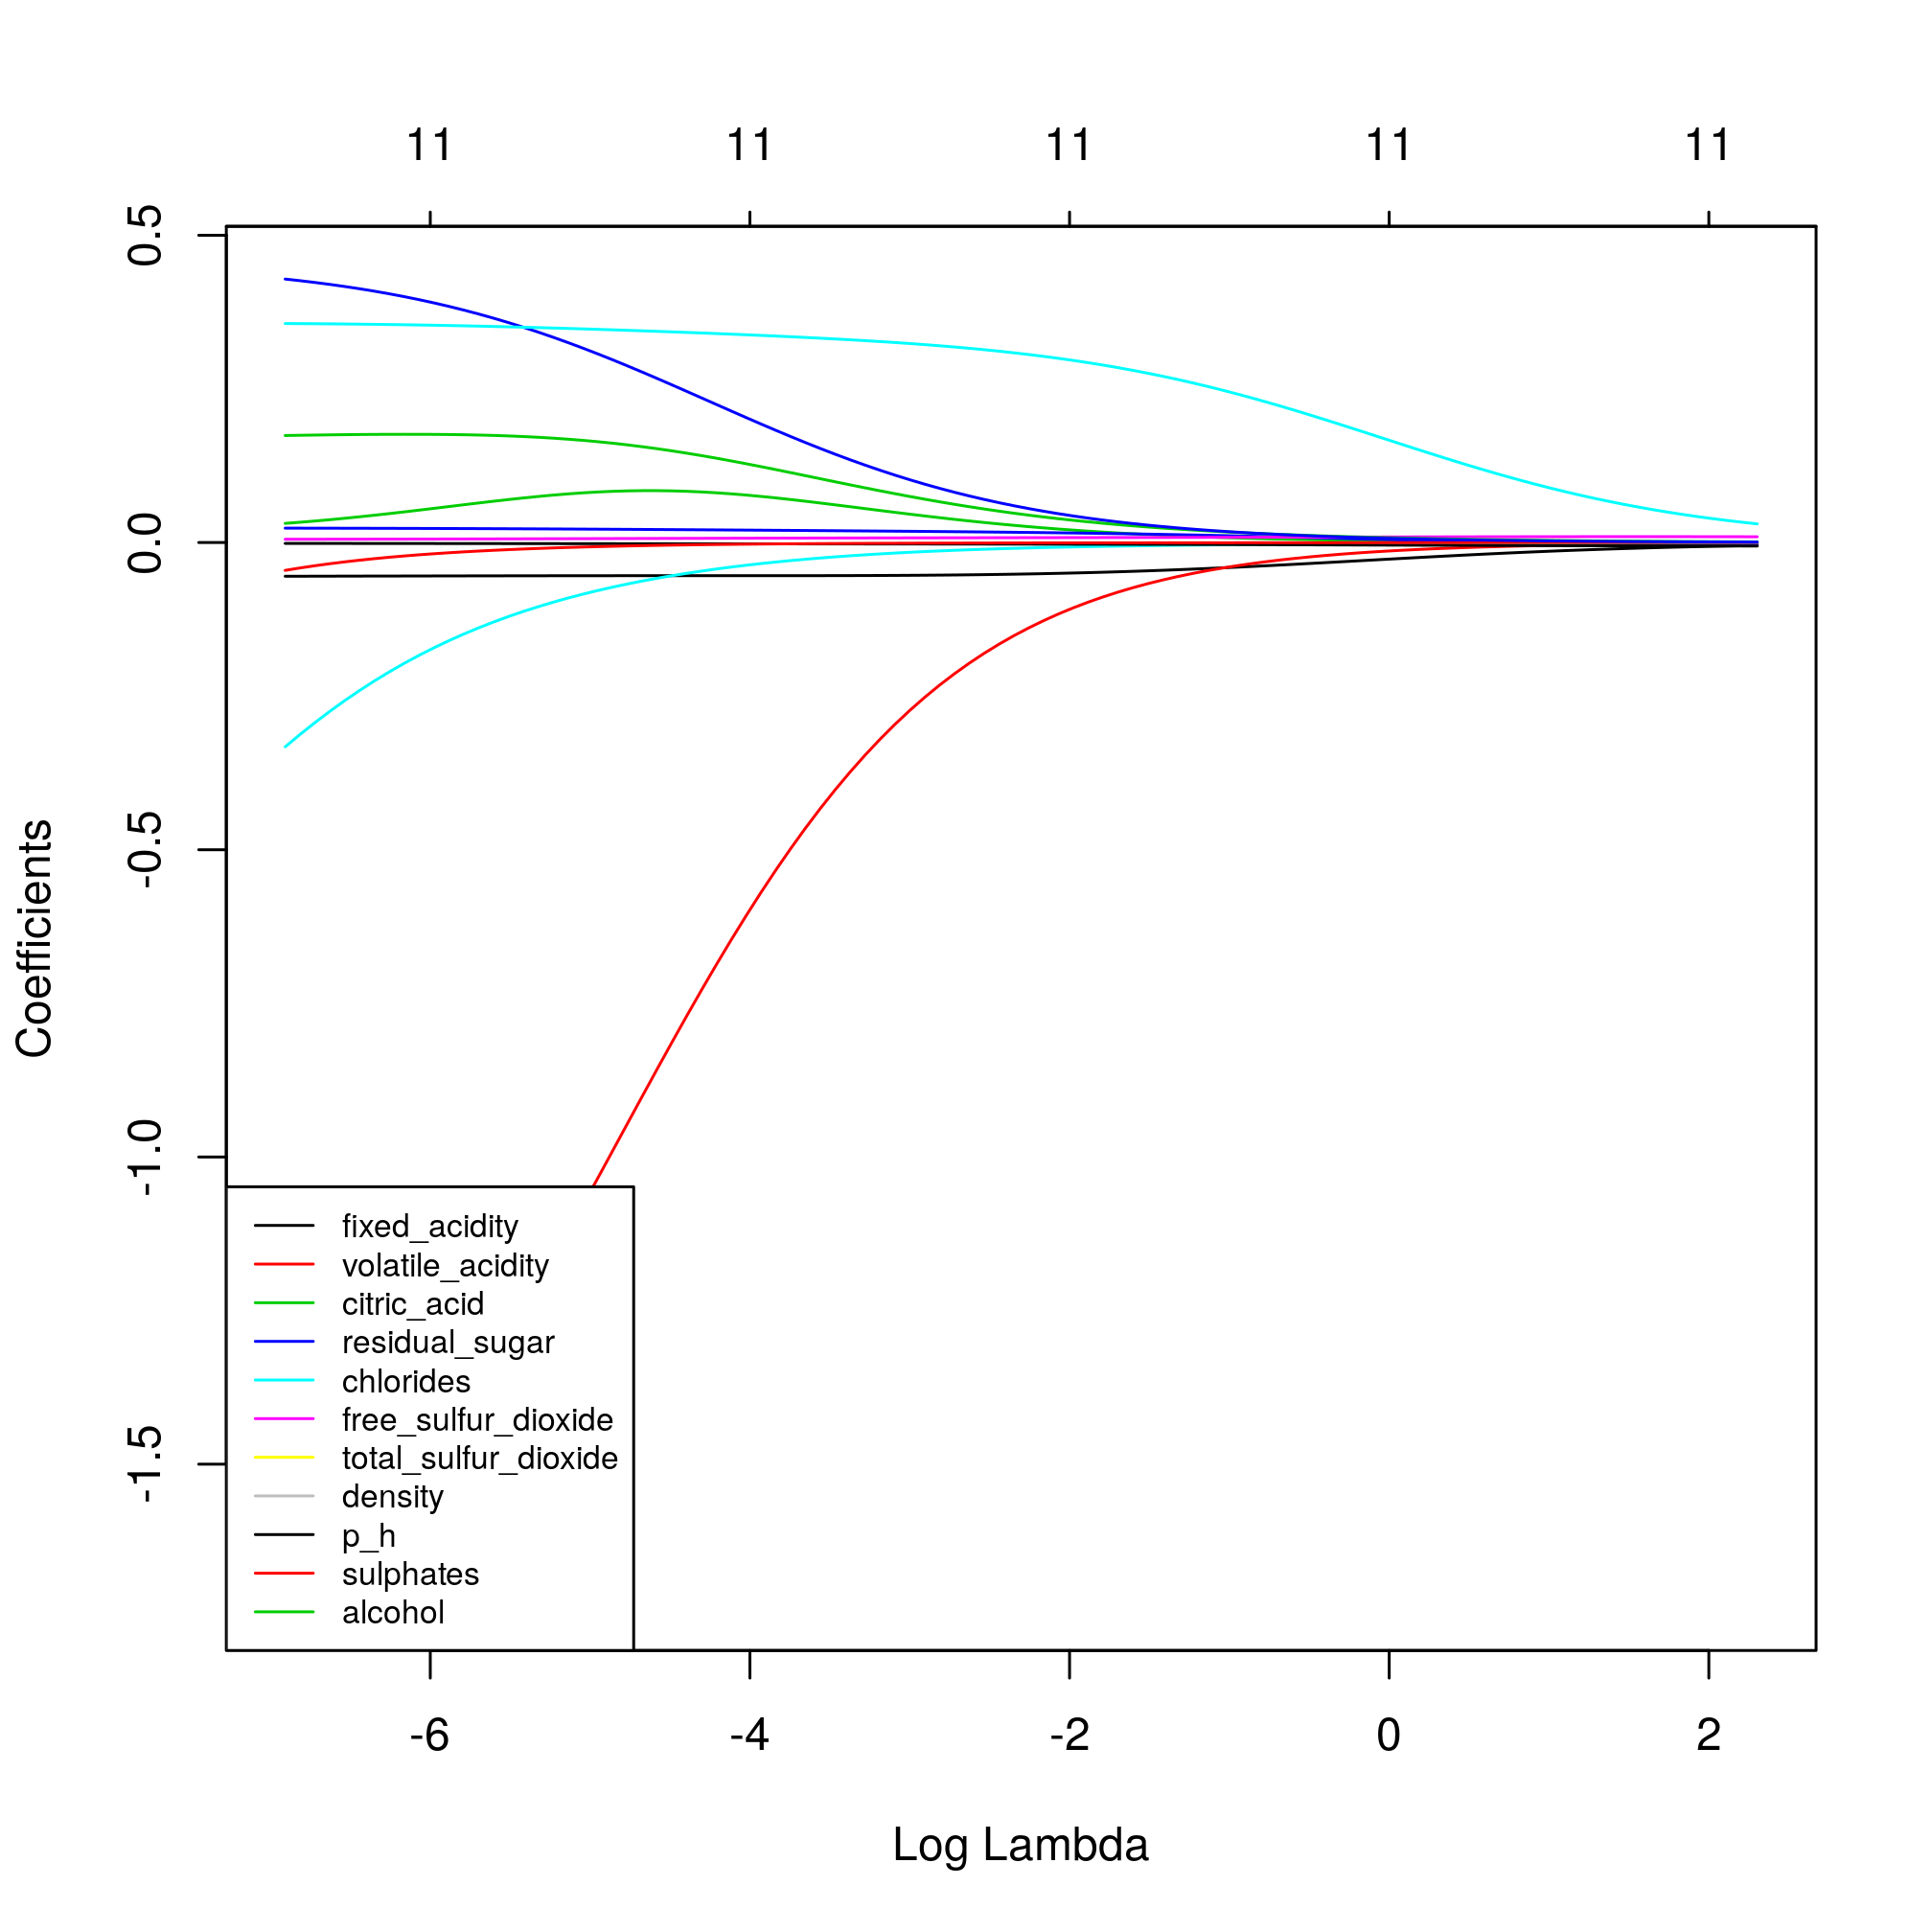 11 11 11 11 11
0.5
0.0
-0.5
-1.0
-1.5
Coefficients
fixed_acidity
volatile_acidity
citric_acid
residual_sugar
chlorides
free_sulfur_dioxide
total_sulfur_dioxide
density
p_h
sulphates
alcohol
-6 -4 -2 0 2
Log Lambda